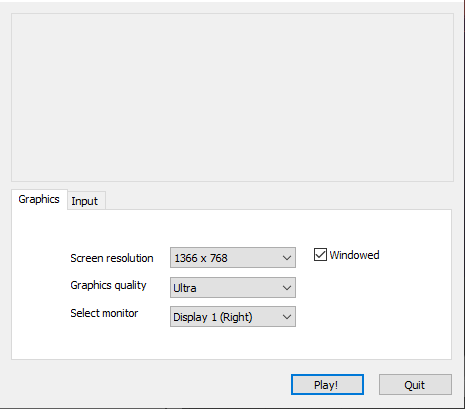 Graphics Input
Screen resolution 1366 x 768 Windowed
Graphics quality Ultra
Select monitor Display 1 (Right)
Play! Quit